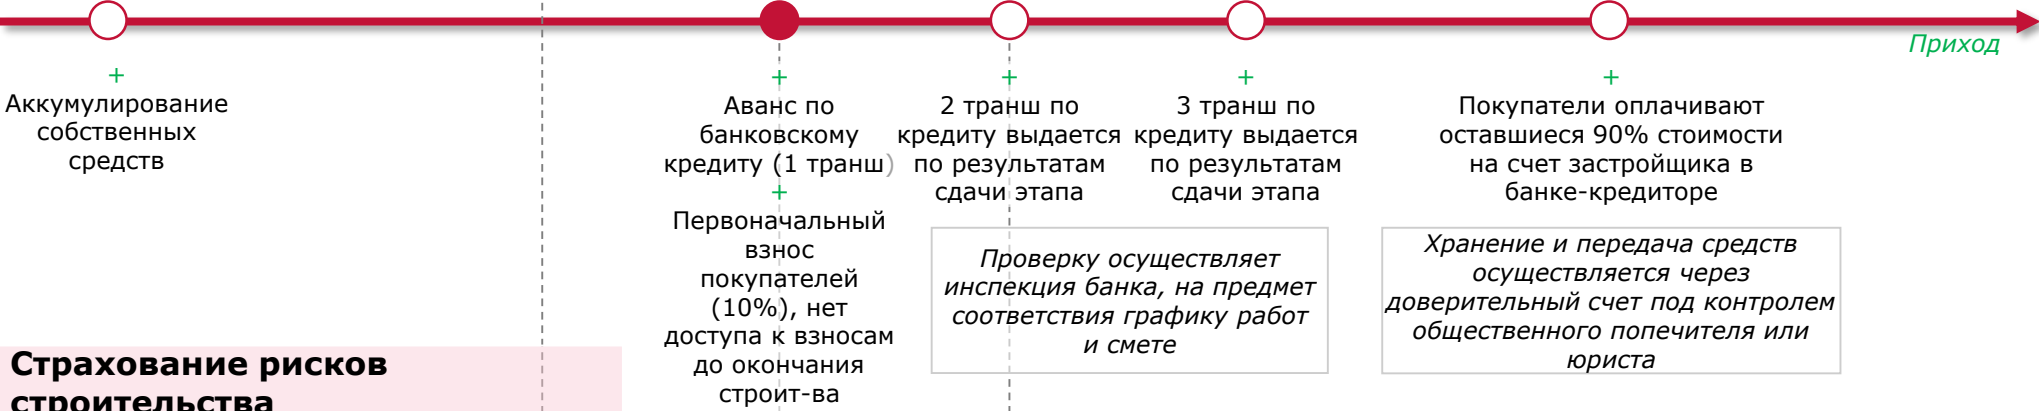 Приход
+
Аккумулирование
собственных
средств
+
Аванс по
банковскому
кредиту (1 транш)
+
Первоначальный
взнос
покупателей
(10%), нет
доступа к взносам
до окончания
строит-ва
+
2 транш по
кредиту выдается
по результатам
сдачи этапа
+
3 транш по
кредиту выдается
по результатам
сдачи этапа
Проверку осуществляет
инспекция банка, на предмет
соответствия графику работ
и смете
+
Покупатели оплачивают
оставшиеся 90% стоимости
на счет застройщика в
банке-кредиторе
Хранение и передача средств
осуществляется через
доверительный счет под контролем
общественного попечителя или
юриста
Страхование рисков
строительства